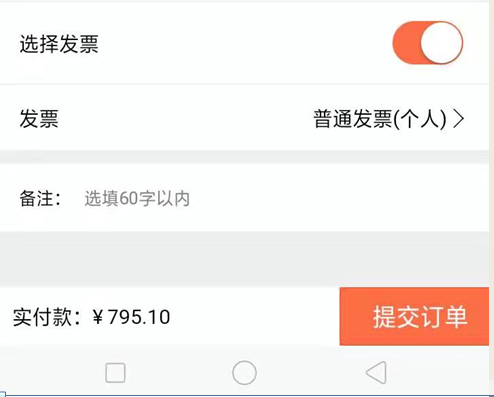 选择发票
发票 普通发票(个人)
备注： 选填60字以内
实付款：¥795.10 提交订单